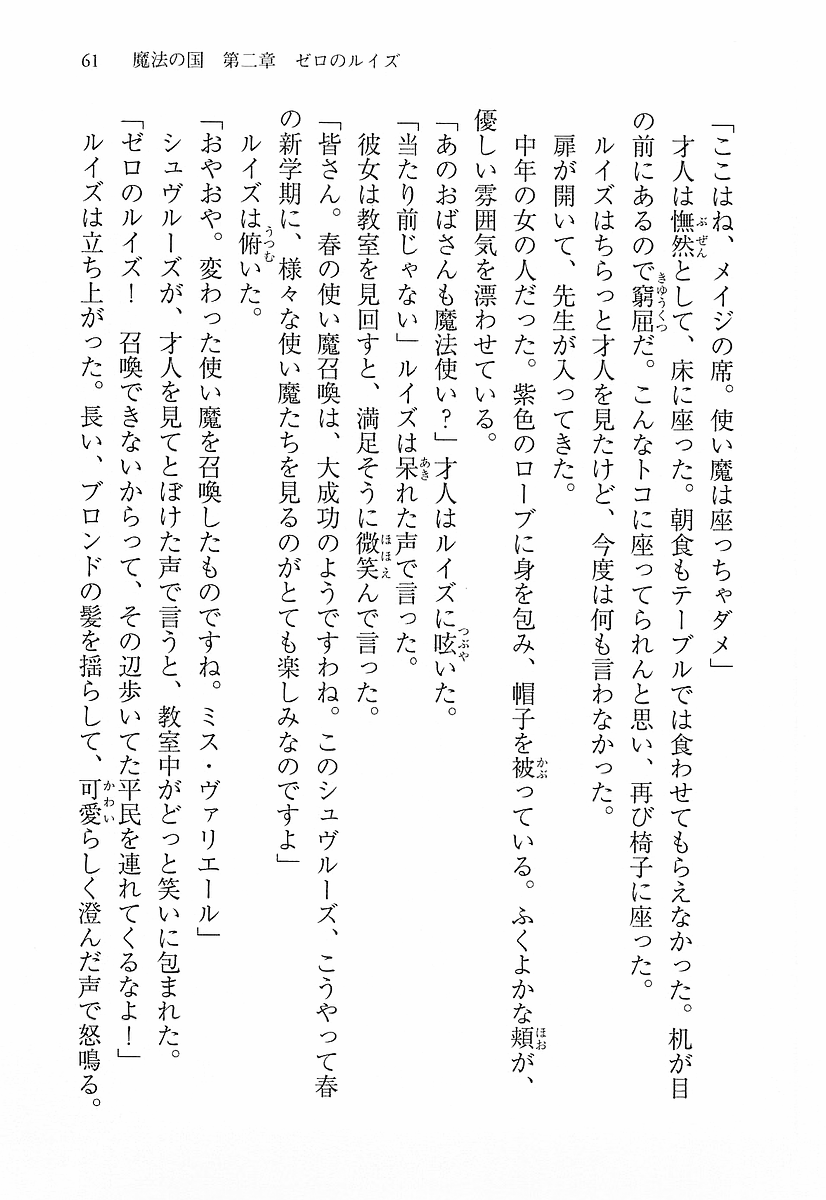 61　魔法の国　第二章　ゼロのルイズ
「ここはね、メイジの席。使い魔は座っちゃダメ」
　才人は憮然として、床に座った。朝食もテーブルでは食わせてもらえなかった。机が目
の前にあるので窮屈だ。こんなトコに座ってられんと思い、再び椅子に座った。
　ルイズはちらっと才人を見たけど、今度は何も言わなかった。
　扉が開いて、先生が入ってきた。
　中年の女の人だった。紫色のローブに身を包み、帽子を被っている。ふくよかな頬が、
優しい雰囲気を漂わせている。
「あのおばさんも魔法使い？」才人はルイズに呟いた。
「当たり前じゃない」ルイズは呆れた声で言った。
　彼女は教室を見回すと、満足そうに微笑んで言った。
「皆さん。春の使い魔召喚は、大成功のようですわね。このシュヴルーズ、こうやって春
の新学期に、様々な使い魔たちを見るのがとても楽しみなのですよ」
　ルイズは俯いた。
「おやおや。変わった使い魔を召喚したものですね。ミス・ヴァリエール」
　シュヴルーズが、才人を見てとぼけた声で言うと、教室中がどっと笑いに包まれた。
「ゼロのルイズ！　召喚できないからって、その辺歩いてた平民を連れてくるなよ！」
　ルイズは立ち上がった。長い、ブロンドの髪を揺らして、可愛らしく澄んだ声で怒鳴る。